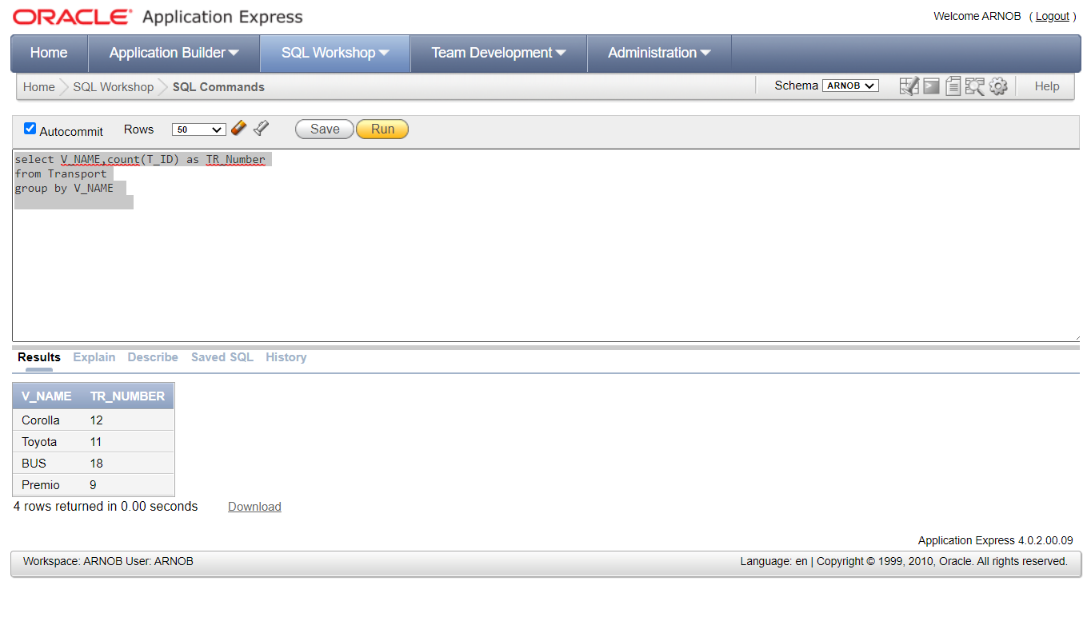 ORACLE® Application Express
Welcome ARNOB ( Logout )
Home Application Builder SQL Workshop Team Development Administration
Home SQL Workshop SQL Commands
Schema ARNOB Help
Autocommit Rows 50 Save Run
select V_NAME,count(T_ID) as TR_Number
from Transport
group by V_NAME
Results Explain Describe Saved SQL History
V_NAME TR_NUMBER
Corolla 12
Toyota 11
BUS 18
Premio 9
4 rows returned in 0.00 seconds Download
Application Express 4.0.2.00.09
Workspace: ARNOB User: ARNOB
Language: en | Copyright © 1999, 2010, Oracle. All rights reserved.